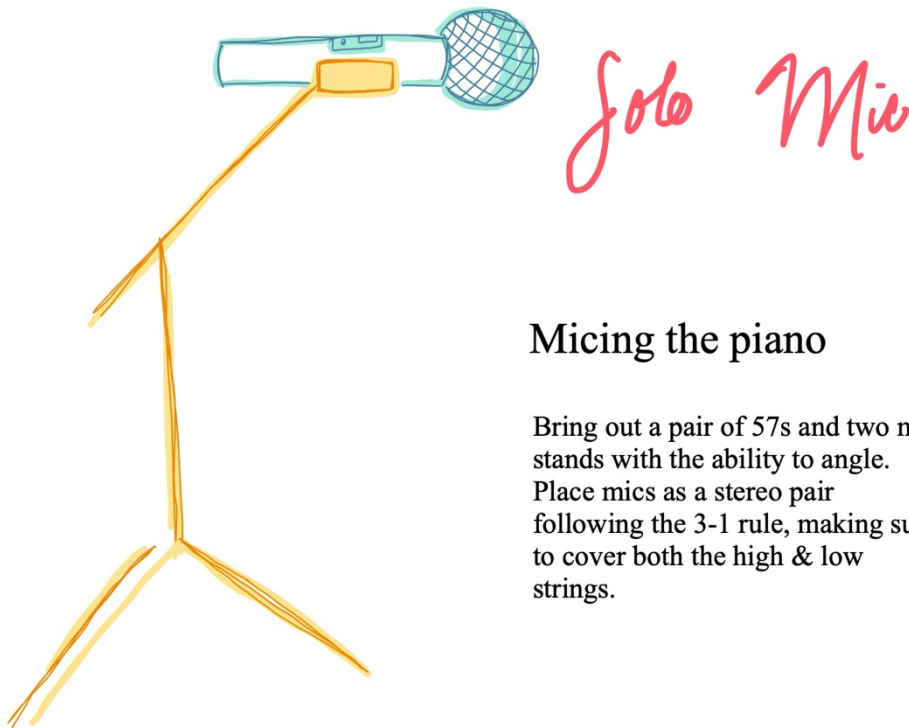 Solo Mic
Micing the piano
Bring out a pair of 57s and two
stands with the ability to angle.
Place mics as a stereo pair
following the 3-1 rule, making
to cover both the high & low
strings.